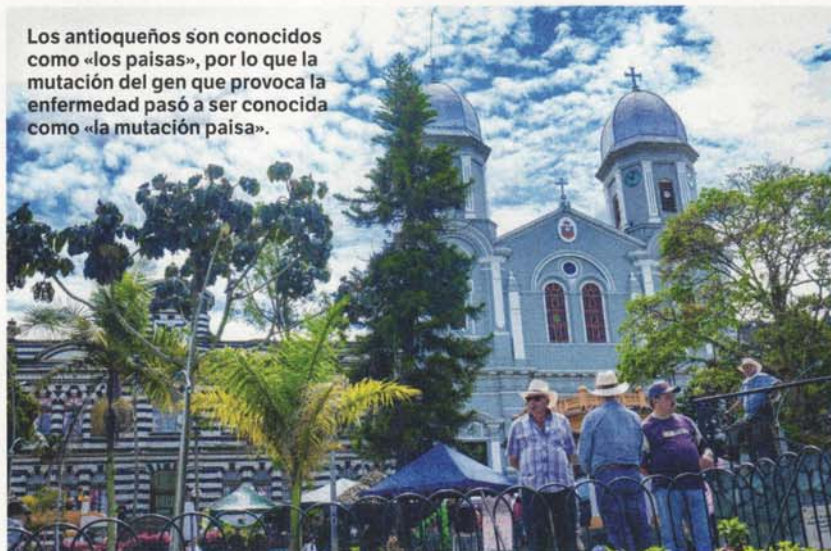 Los antioqueños son conocidos
como «los paisas», por lo que la
mutación del gen que provoca la
enfermedad pasó a ser conocida
como «la mutación paisa».